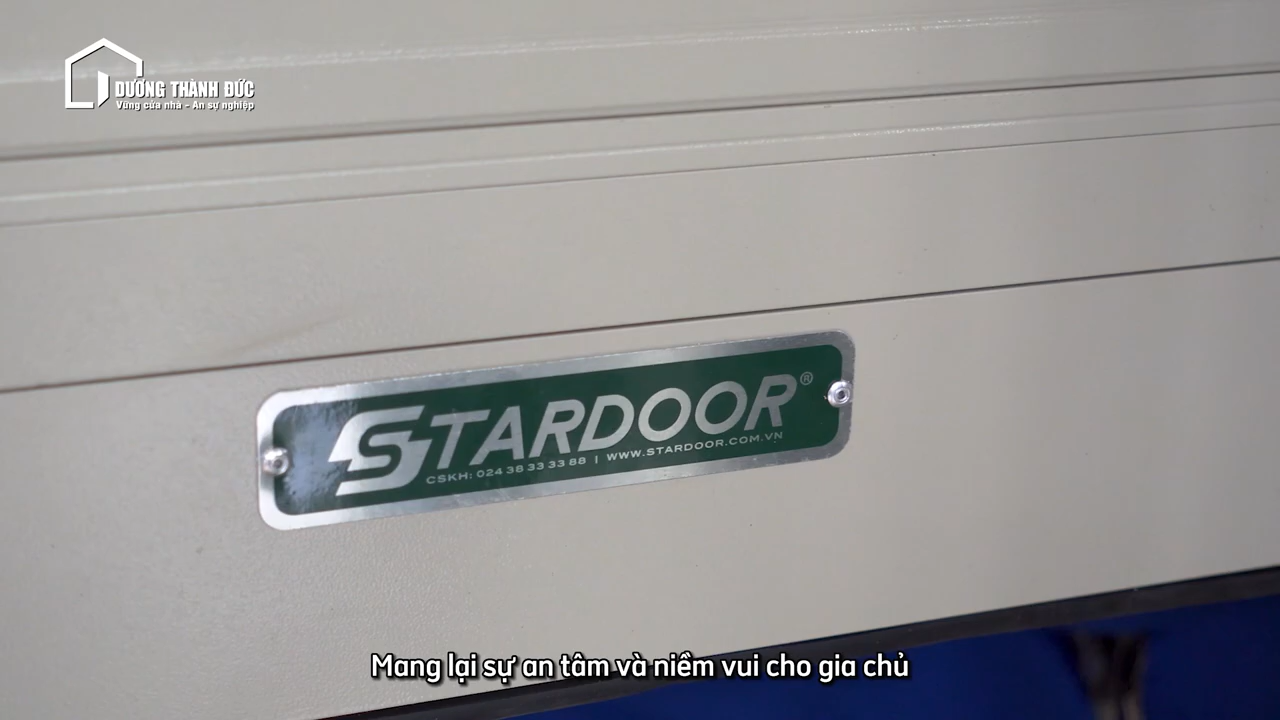 DƯỠNG THÀNH ĐỨC
Vững cửa nhà - An sự nghiệp
STARDOOR®
CSKH: 024 38 33 33 88 | WWW.STARDOOR.COM.VN
Mang lại sự an tâm và niềm vui cho gia chủ